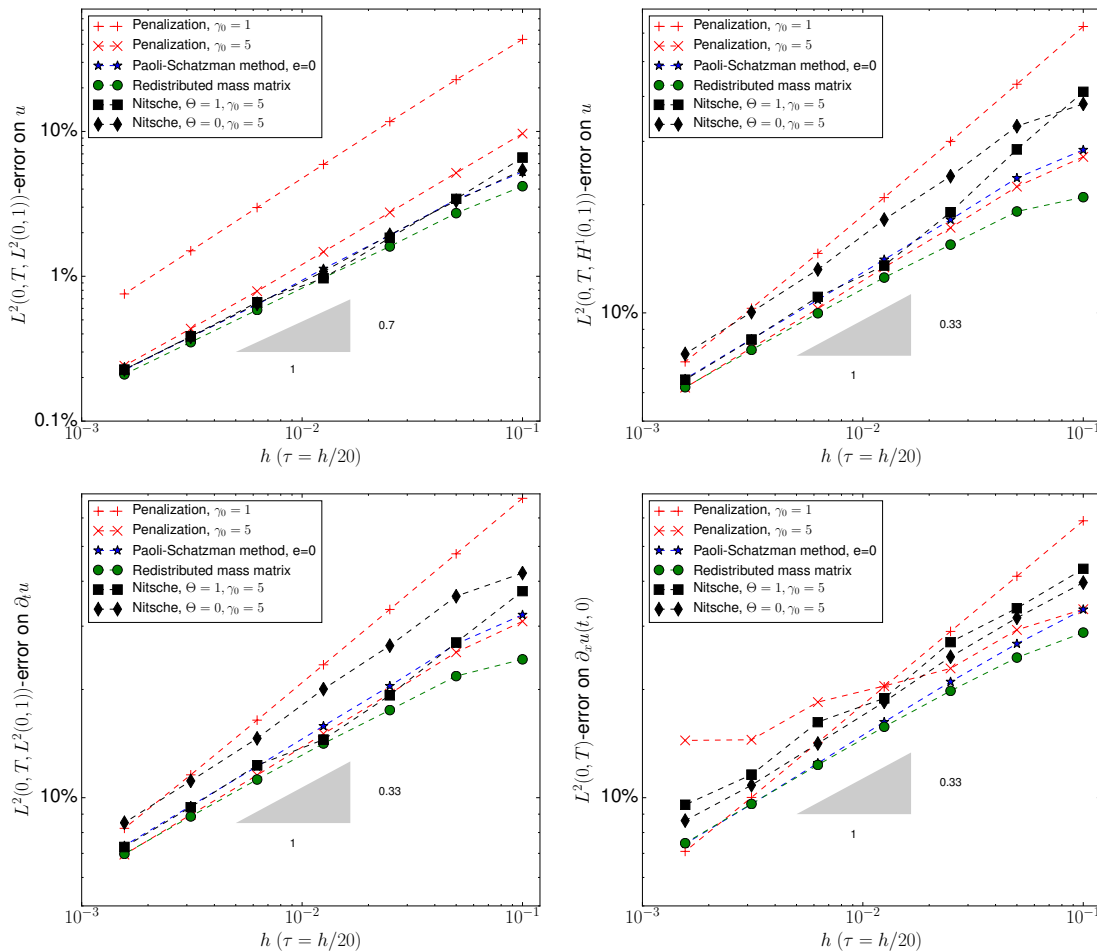 Penalization, γ₀ = 1
Penalization, γ₀ = 5
Paoli-Schatzman method, e=0
Redistributed mass matrix
Nitsche, Θ = 1, γ₀ = 5
Nitsche, Θ = 0, γ₀ = 5
10%
1%
0.1%
L²(0, T, L²(0, 1))-error on u
0.7
1
10⁻³
10⁻²
10⁻¹
h (τ = h/20)
Penalization, γ₀ = 1
Penalization, γ₀ = 5
Paoli-Schatzman method, e=0
Redistributed mass matrix
Nitsche, Θ = 1, γ₀ = 5
Nitsche, Θ = 0, γ₀ = 5
10%
L²(0, T, H¹(0, 1))-error on u
0.33
1
10⁻³
10⁻²
10⁻¹
h (τ = h/20)
Penalization, γ₀ = 1
Penalization, γ₀ = 5
Paoli-Schatzman method, e=0
Redistributed mass matrix
Nitsche, Θ = 1, γ₀ = 5
Nitsche, Θ = 0, γ₀ = 5
10%
L²(0, T, L²(0, 1))-error on ∂ₜu
0.33
1
10⁻³
10⁻²
10⁻¹
h (τ = h/20)
Penalization, γ₀ = 1
Penalization, γ₀ = 5
Paoli-Schatzman method, e=0
Redistributed mass matrix
Nitsche, Θ = 1, γ₀ = 5
Nitsche, Θ = 0, γ₀ = 5
10%
L²(0, T)-error on ∂ₓu(t, 0)
0.33
1
10⁻³
10⁻²
10⁻¹
h (τ = h/20)